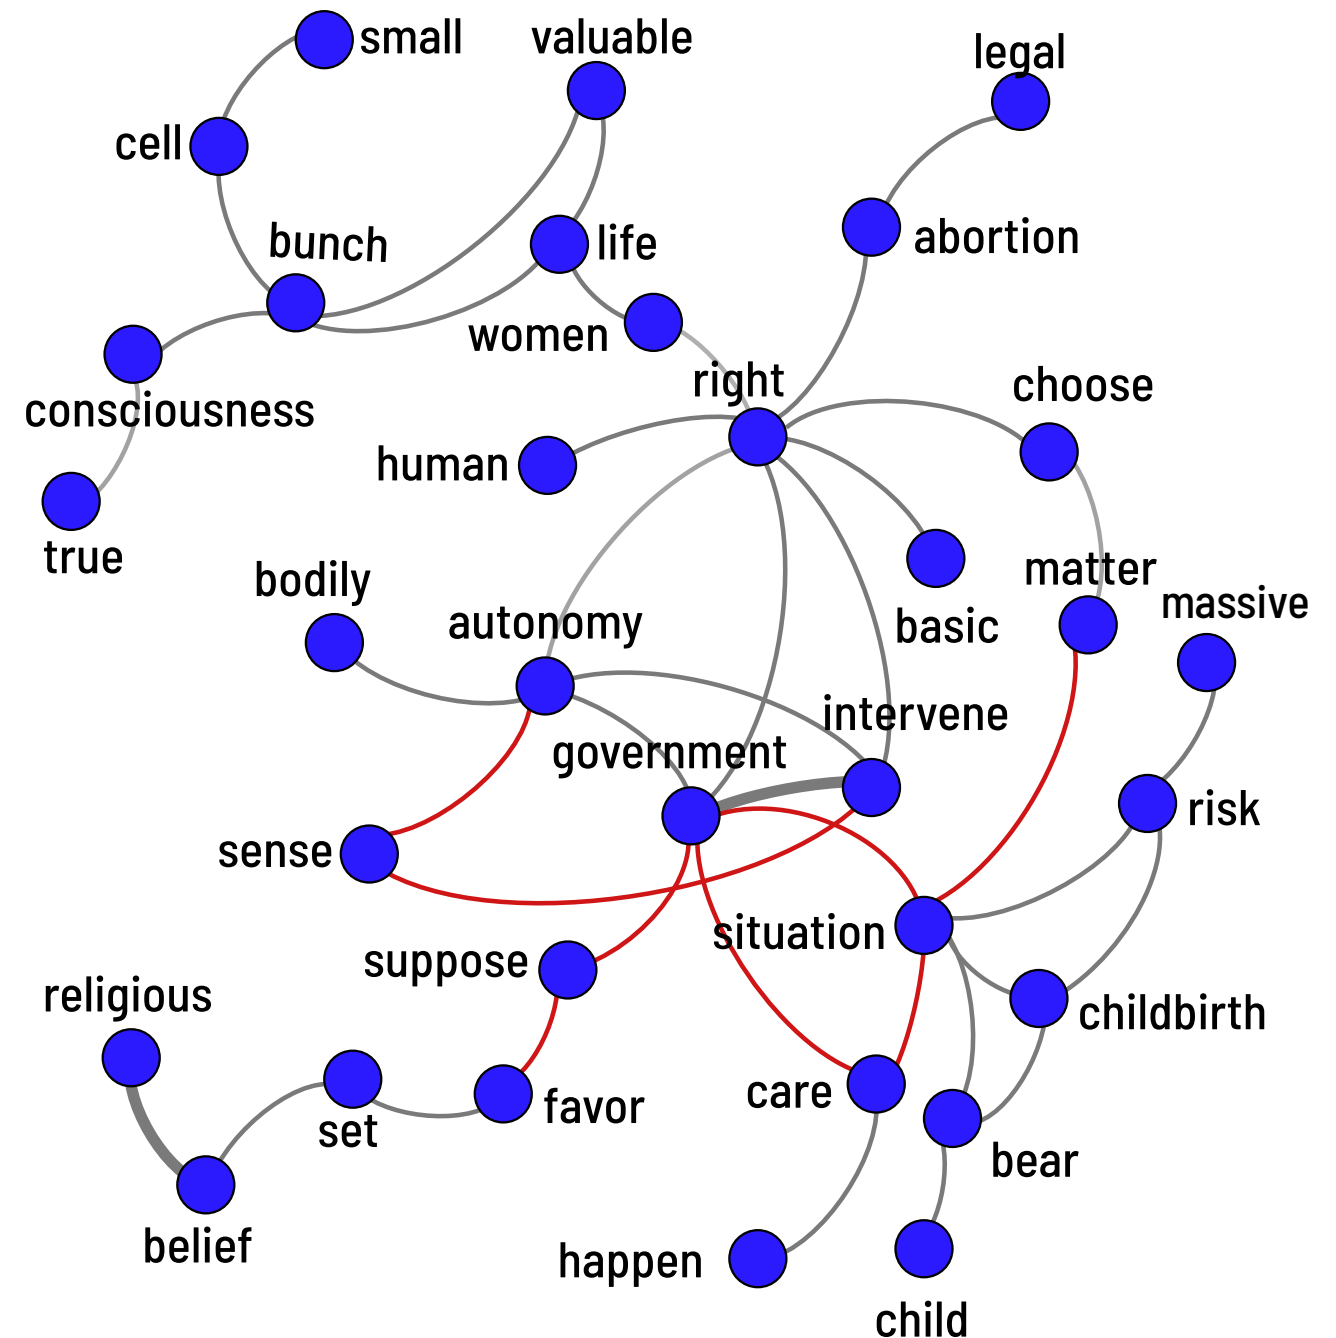 small
valuable
legal
cell
bunch
life
abortion
women
right
choose
consciousness
human
true
bodily
matter
massive
autonomy
basic
intervene
government
risk
sense
situation
suppose
religious
childbirth
care
favor
set
bear
belief
happen
child